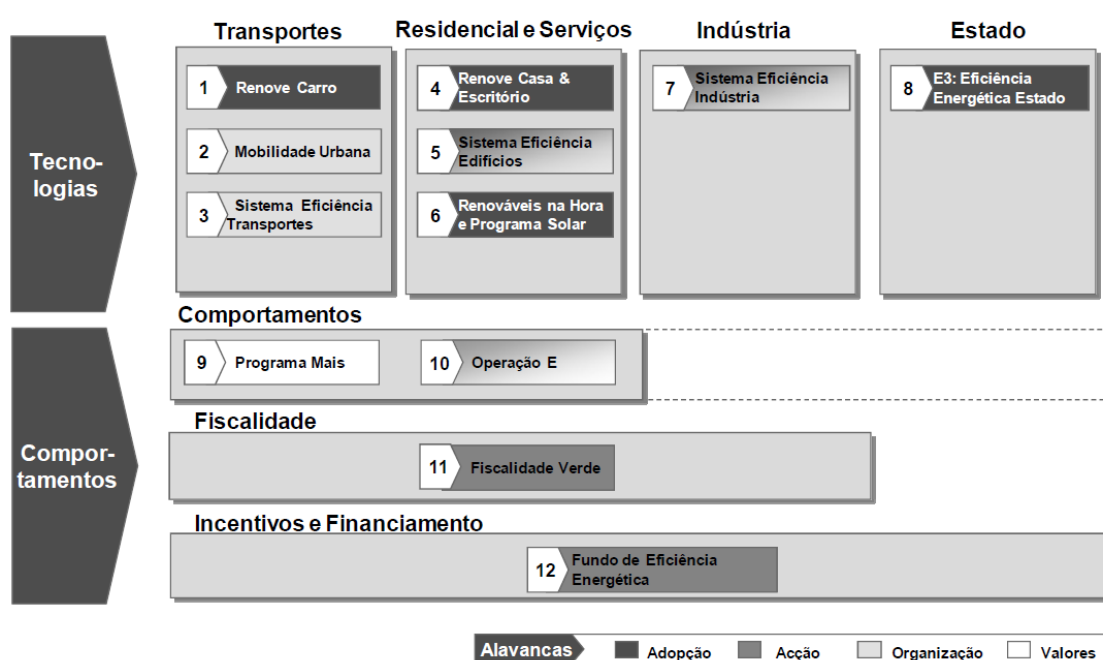 Transportes
Residencial e Serviços
Indústria
Estado
Tecno-
logias
1 Renove Carro
2 Mobilidade Urbana
3 Sistema Eficiência
Transportes
4 Renove Casa &
Escritório
5 Sistema Eficiência
Edifícios
6 Renováveis na Hora
e Programa Solar
7 Sistema Eficiência
Indústria
8 E3: Eficiência
Energética Estado
Compor-
tamentos
Comportamentos
9 Programa Mais
10 Operação E
Fiscalidade
11 Fiscalidade Verde
Incentivos e Financiamento
12 Fundo de Eficiência
Energética
Alavancas Adopção Acção Organização Valores